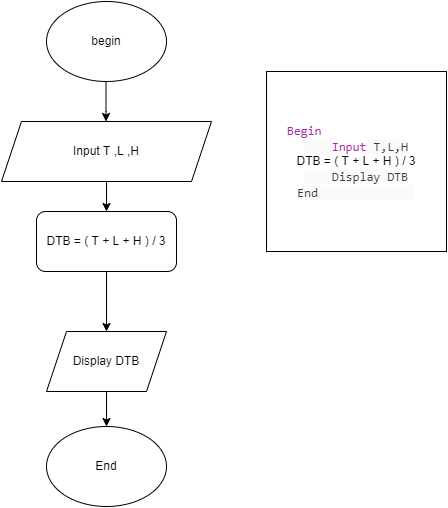 begin
Input T ,L ,H
DTB = ( T + L + H ) / 3
Display DTB
End
Begin
Input T,L,H
DTB = ( T + L + H ) / 3
Display DTB
End